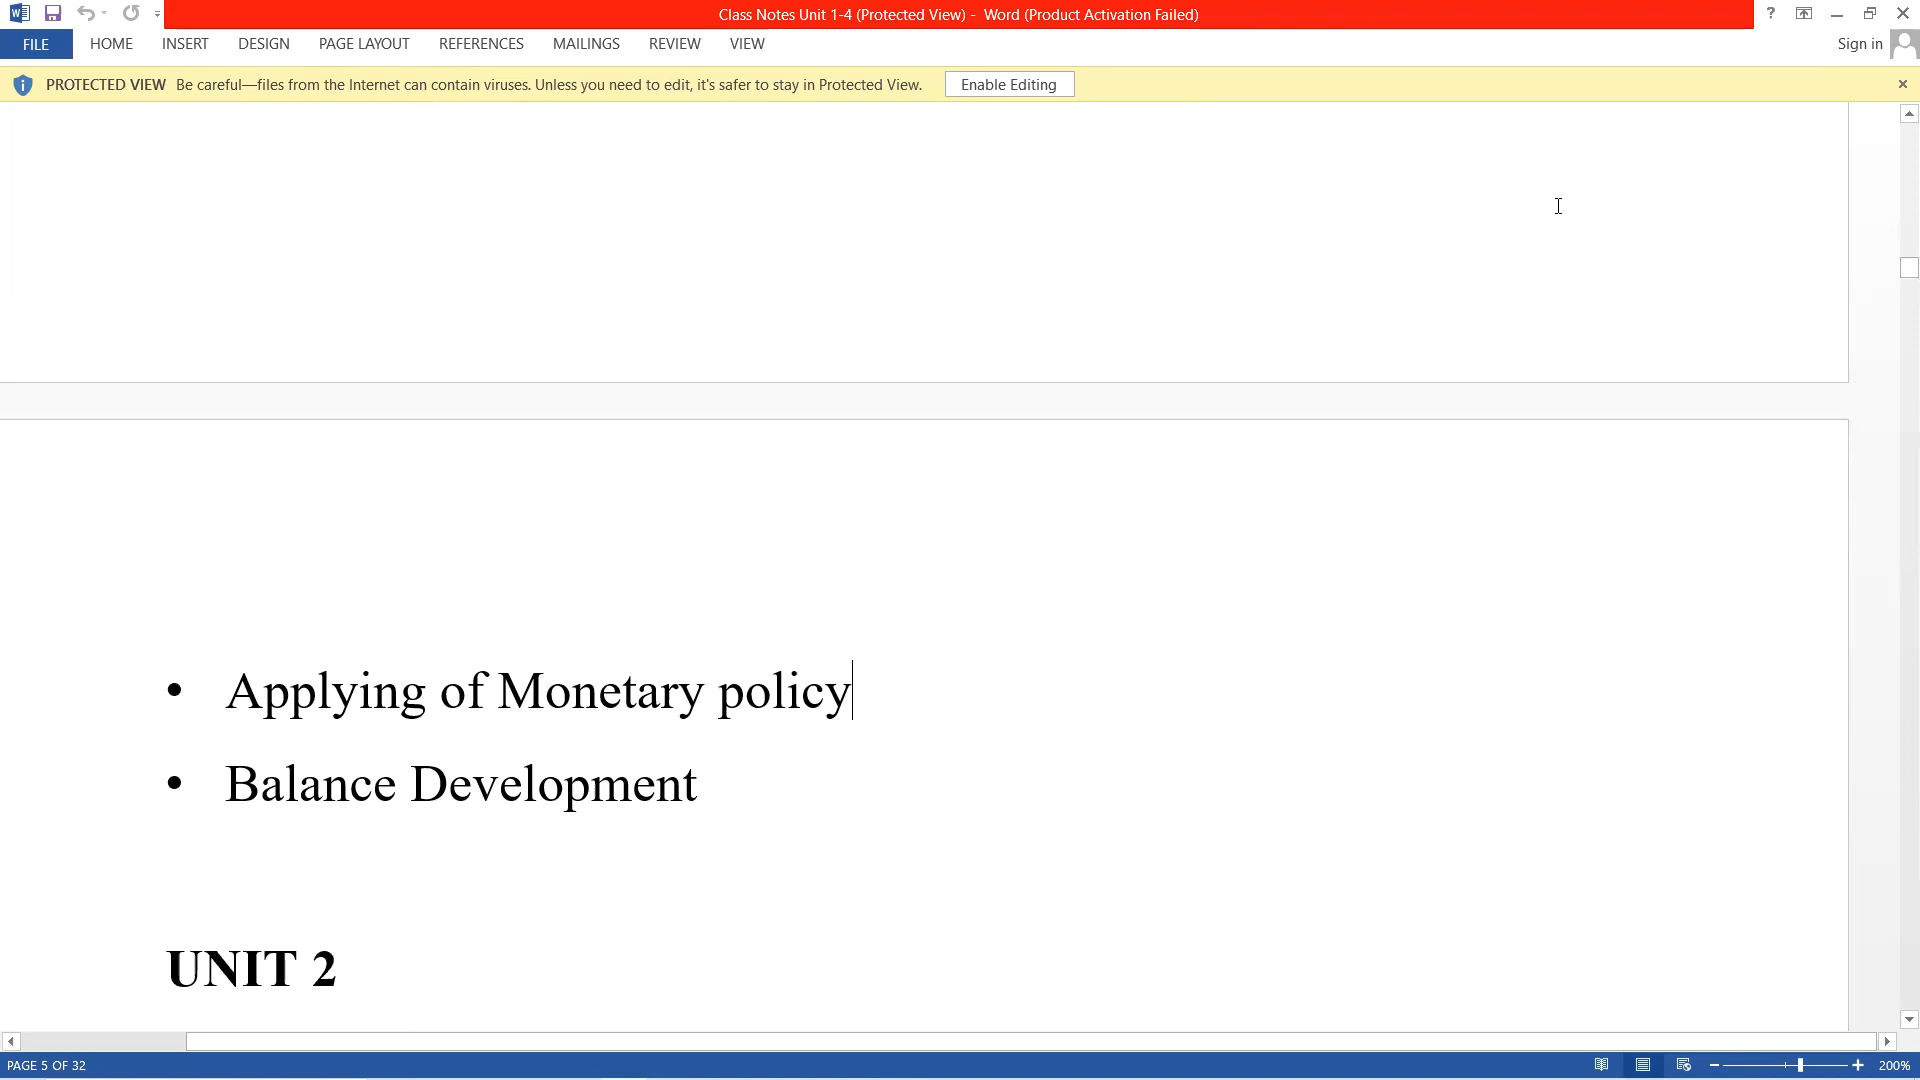 Class Notes Unit 1-4 (Protected View) - Word (Product Activation Failed)
?
FILE HOME INSERT DESIGN PAGE LAYOUT REFERENCES MAILINGS REVIEW VIEW Sign in
PROTECTED VIEW Be careful—files from the Internet can contain viruses. Unless you need to edit, it's safer to stay in Protected View. Enable Editing
• Applying of Monetary policy
• Balance Development
UNIT 2
PAGE 5 OF 32 200%